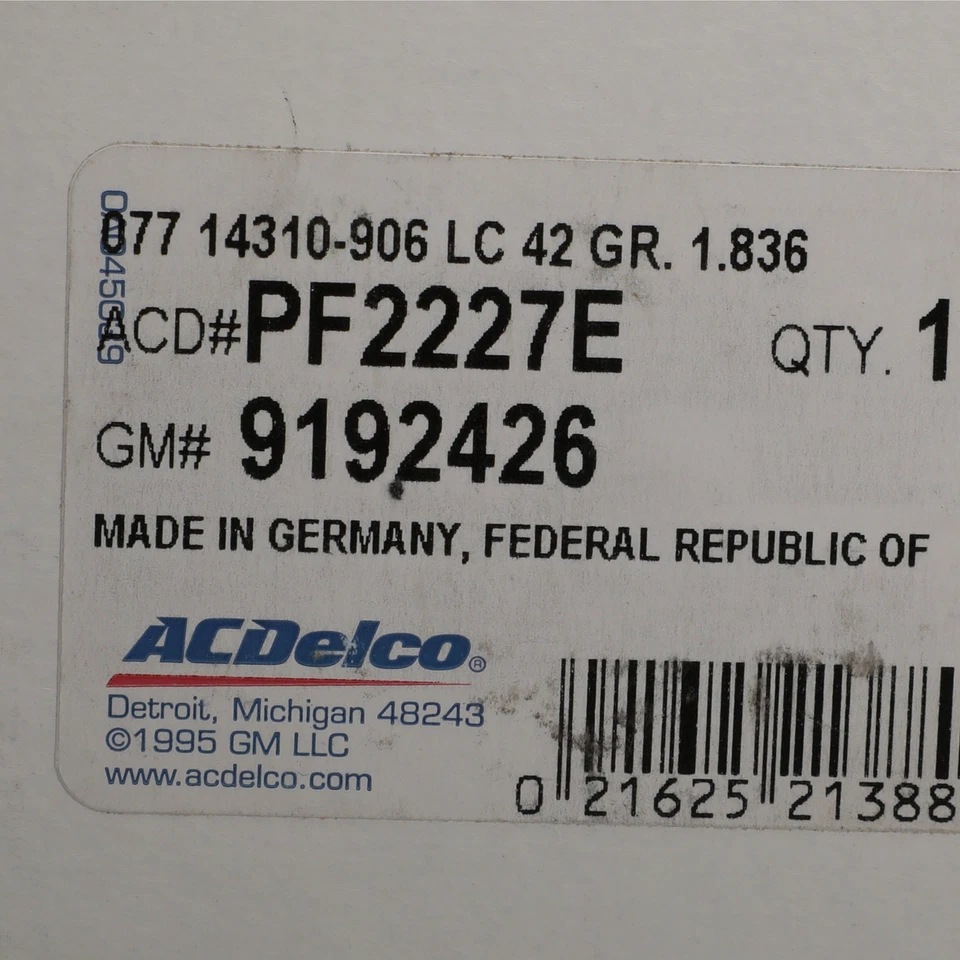 077 14310-906 LC 42 GR. 1.836
ACD# PF2227E QTY. 1
GM# 9192426
MADE IN GERMANY, FEDERAL REPUBLIC OF
ACDelco®
Detroit, Michigan 48243
©1995 GM LLC
www.acdelco.com
0 21625 21388